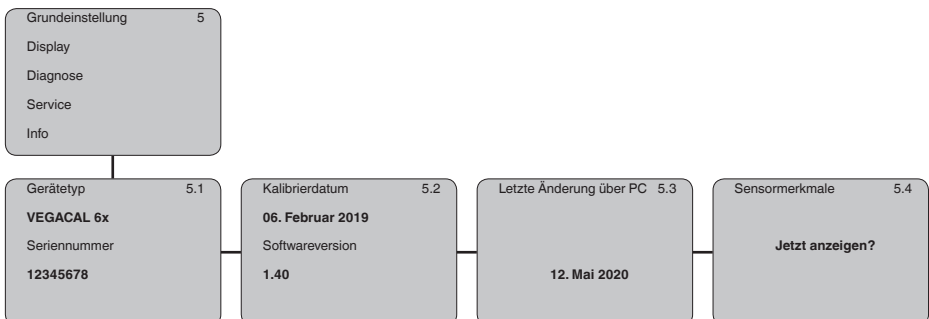 Grundeinstellung 5
Display
Diagnose
Service
Info
Gerätetyp 5.1
VEGACAL 6x
Seriennummer
12345678
Kalibrierdatum 5.2
06. Februar 2019
Softwareversion
1.40
Letzte Änderung über PC 5.3
12. Mai 2020
Sensormerkmale 5.4
Jetzt anzeigen?